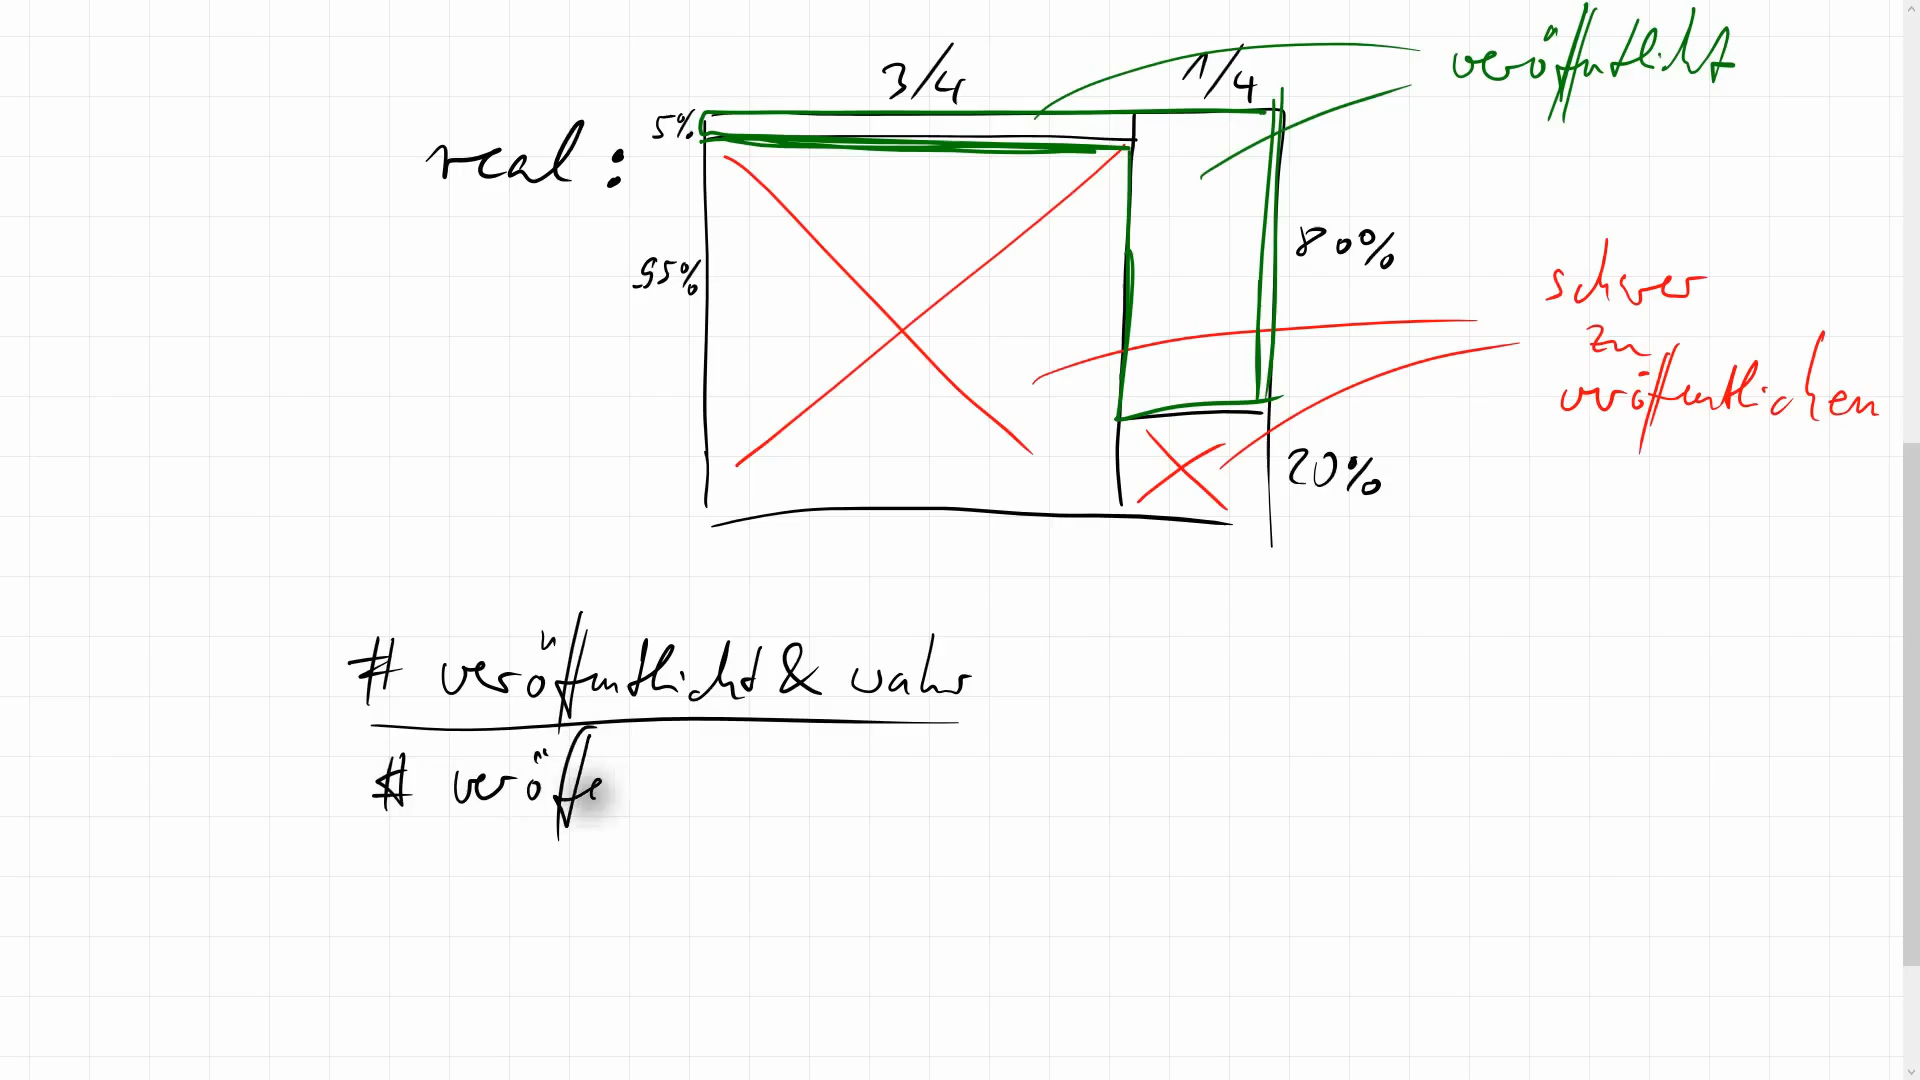 veröffentlicht
3/4 1/4
5%
real:
95% 80%
schwer
zu
veröffentlichen
20%
# veröffentlicht & wahr
# veröffe